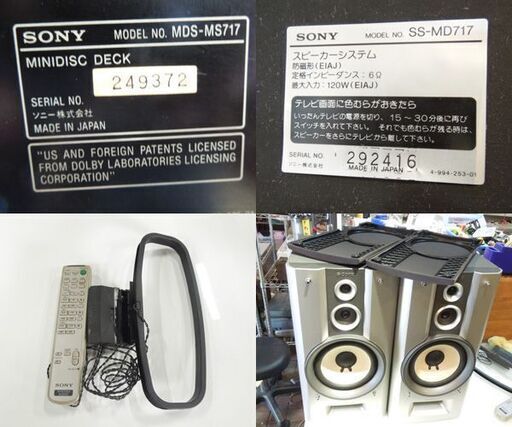 SONY MODEL NO. MDS-MS717
MINIDISC DECK
249372
SERIAL NO.
ソニー株式会社
MADE IN JAPAN
"US AND FOREIGN PATENTS LICENSED
FROM DOLBY LABORATORIES LICENSING
CORPORATION"
SONY MODEL NO. SS-MD717
スピーカーシステム
防磁形(EIAJ)
定格インピーダンス:6Ω
最大入力:120W(EIAJ)
テレビ画面に色むらがおきたら
いったんテレビの電源を切り、15～30分後に再び
スイッチを入れて下さい。それでも色むらが残る時は、
スピーカーをさらにテレビから離して下さい。
SERIAL NO. 292416
ソニー株式会社 MADE IN JAPAN 4-994-253-01
SONY
SONY